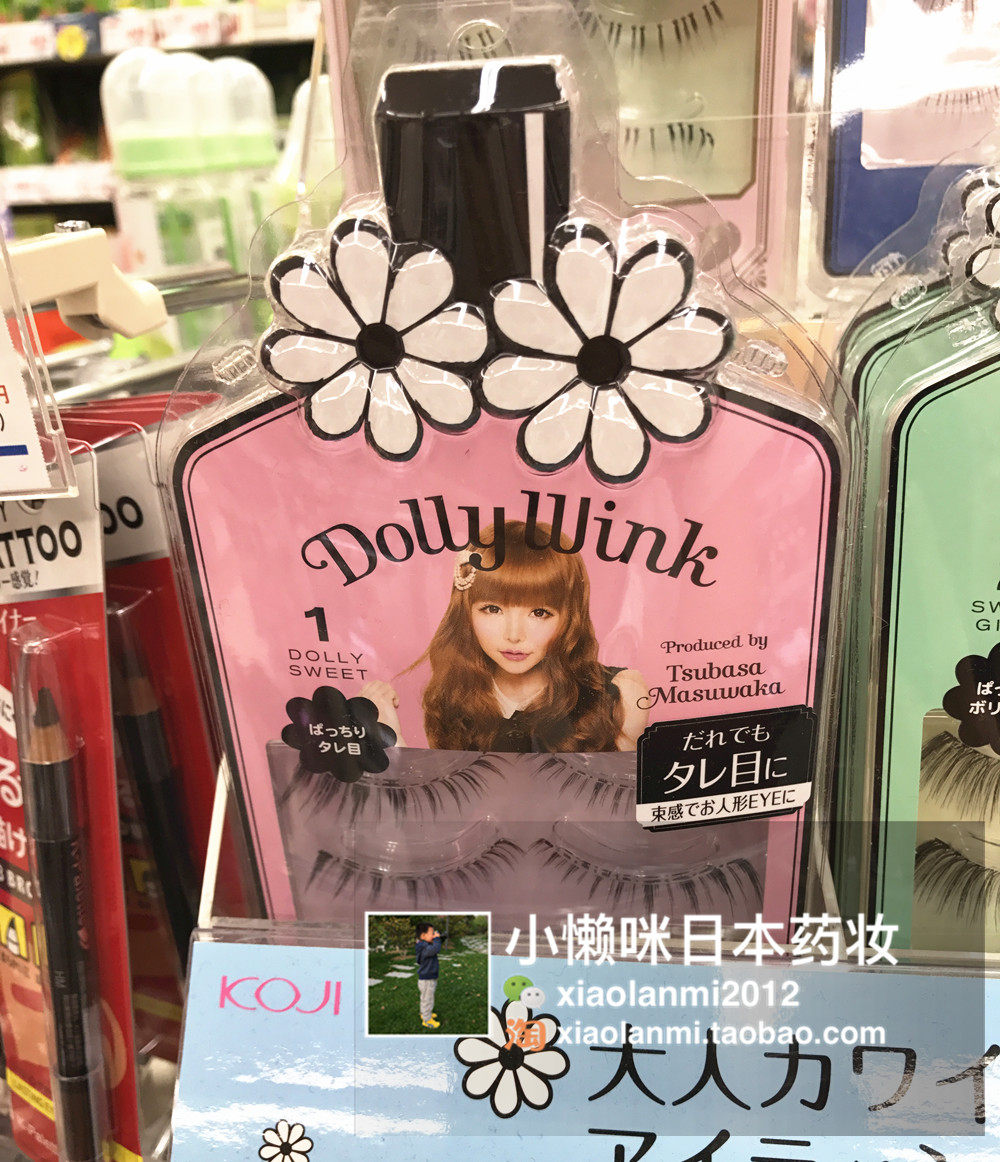 Dolly Wink
1
DOLLY
SWEET
ぱっちり
タレ目
Produced by
Tsubasa
Masuwaka
だれでも
タレ目に
束感でお人形EYEに
KOJI
小懒咪日本药妆
xiaolanmi2012
淘 xiaolanmi.taobao.com
大人カワイ
TTOO